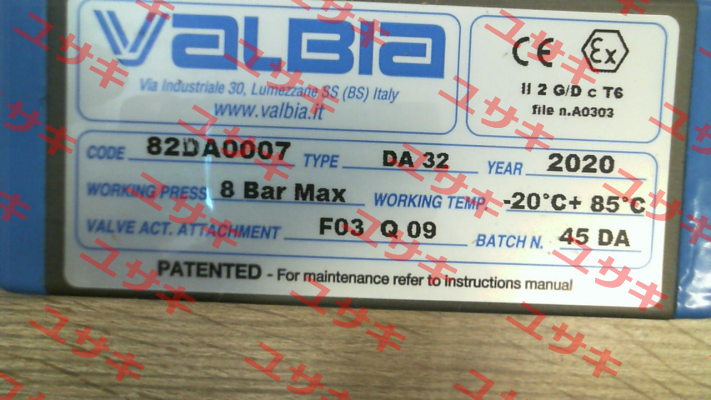 VALBIA
Via Industriale 30, Lumezzane SS (BS) Italy
www.valbia.it
CE Ex
II 2 G/D c T6
file n.A0303
CODE 82DA0007 TYPE DA 32 YEAR 2020
WORKING PRESS 8 Bar Max WORKING TEMP. -20°C+ 85°C
VALVE ACT. ATTACHMENT F03 Q 09 BATCH N. 45 DA
PATENTED - For maintenance refer to instructions manual
ユサキ